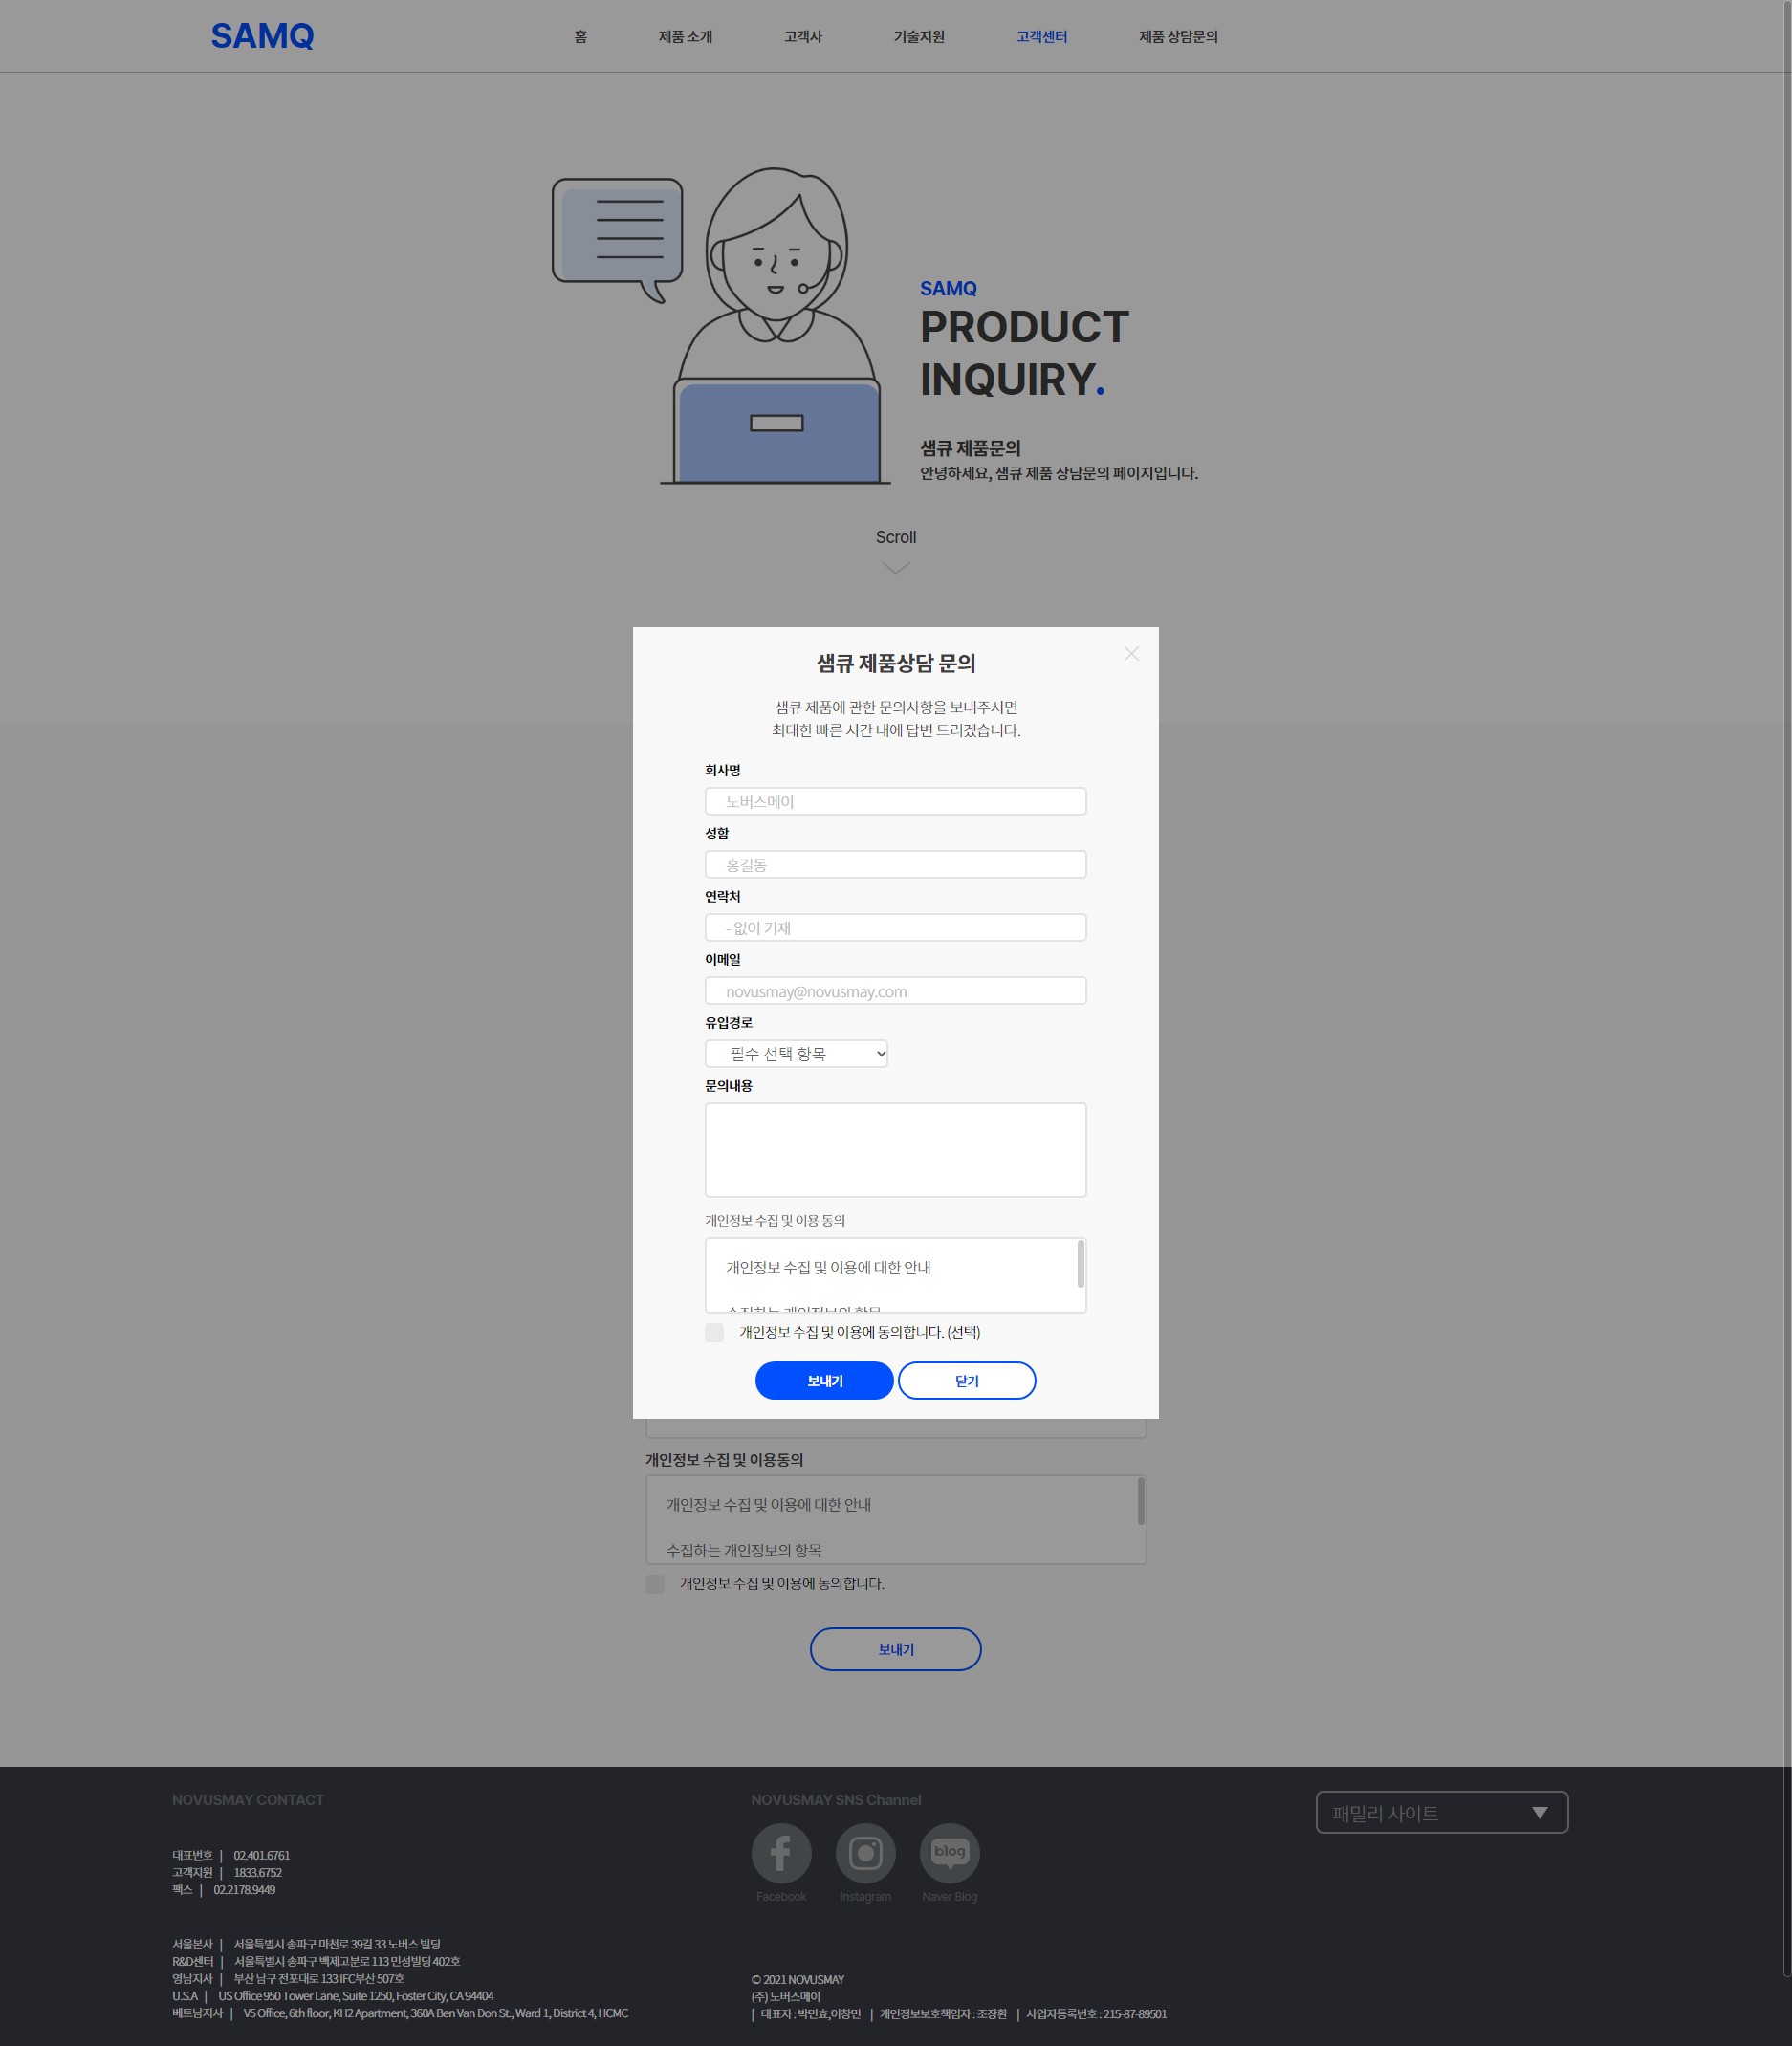 SAMQ
홈
제품 소개
고객사
기술지원
고객센터
제품 상담문의
SAMQ
PRODUCT
INQUIRY.
샘큐 제품문의
안녕하세요, 샘큐 제품 상담문의 페이지입니다.
Scroll
샘큐 제품상담 문의
샘큐 제품에 관한 문의사항을 보내주시면
최대한 빠른 시간 내에 답변 드리겠습니다.
회사명
노버스메이
성함
홍길동
연락처
- 없이 기재
이메일
novusmay@novusmay.com
유입경로
필수 선택 항목
문의내용
개인정보 수집 및 이용 동의
개인정보 수집 및 이용에 대한 안내
수집하는 개인정보의 항목
개인정보 수집 및 이용에 동의합니다. (선택)
보내기
닫기
개인정보 수집 및 이용동의
개인정보 수집 및 이용에 대한 안내
수집하는 개인정보의 항목
개인정보 수집 및 이용에 동의합니다.
보내기
NOVUSMAY CONTACT
대표번호 | 02.401.6761
고객지원 | 1833.6752
팩스 | 02.2178.9449
서울본사 | 서울특별시 송파구 마천로 39길 33 노버스 빌딩
R&D센터 | 서울특별시 송파구 백제고분로 113 민성빌딩 402호
영남지사 | 부산 남구 전포대로 133 IFC부산 507호
U.S.A | US Office 950 Tower Lane, Suite 1250, Foster City, CA 94404
베트남지사 | V5 Office, 6th floor, KH2 Apartment, 360A Ben Van Don St., Ward 1, District 4, HCMC
NOVUSMAY SNS Channel
blog
Facebook
Instagram
Naver Blog
© 2021 NOVUSMAY
(주) 노버스메이
| 대표자 : 박민효,이창민 | 개인정보보호책임자 : 조장환 | 사업자등록번호 : 215-87-89501
패밀리 사이트